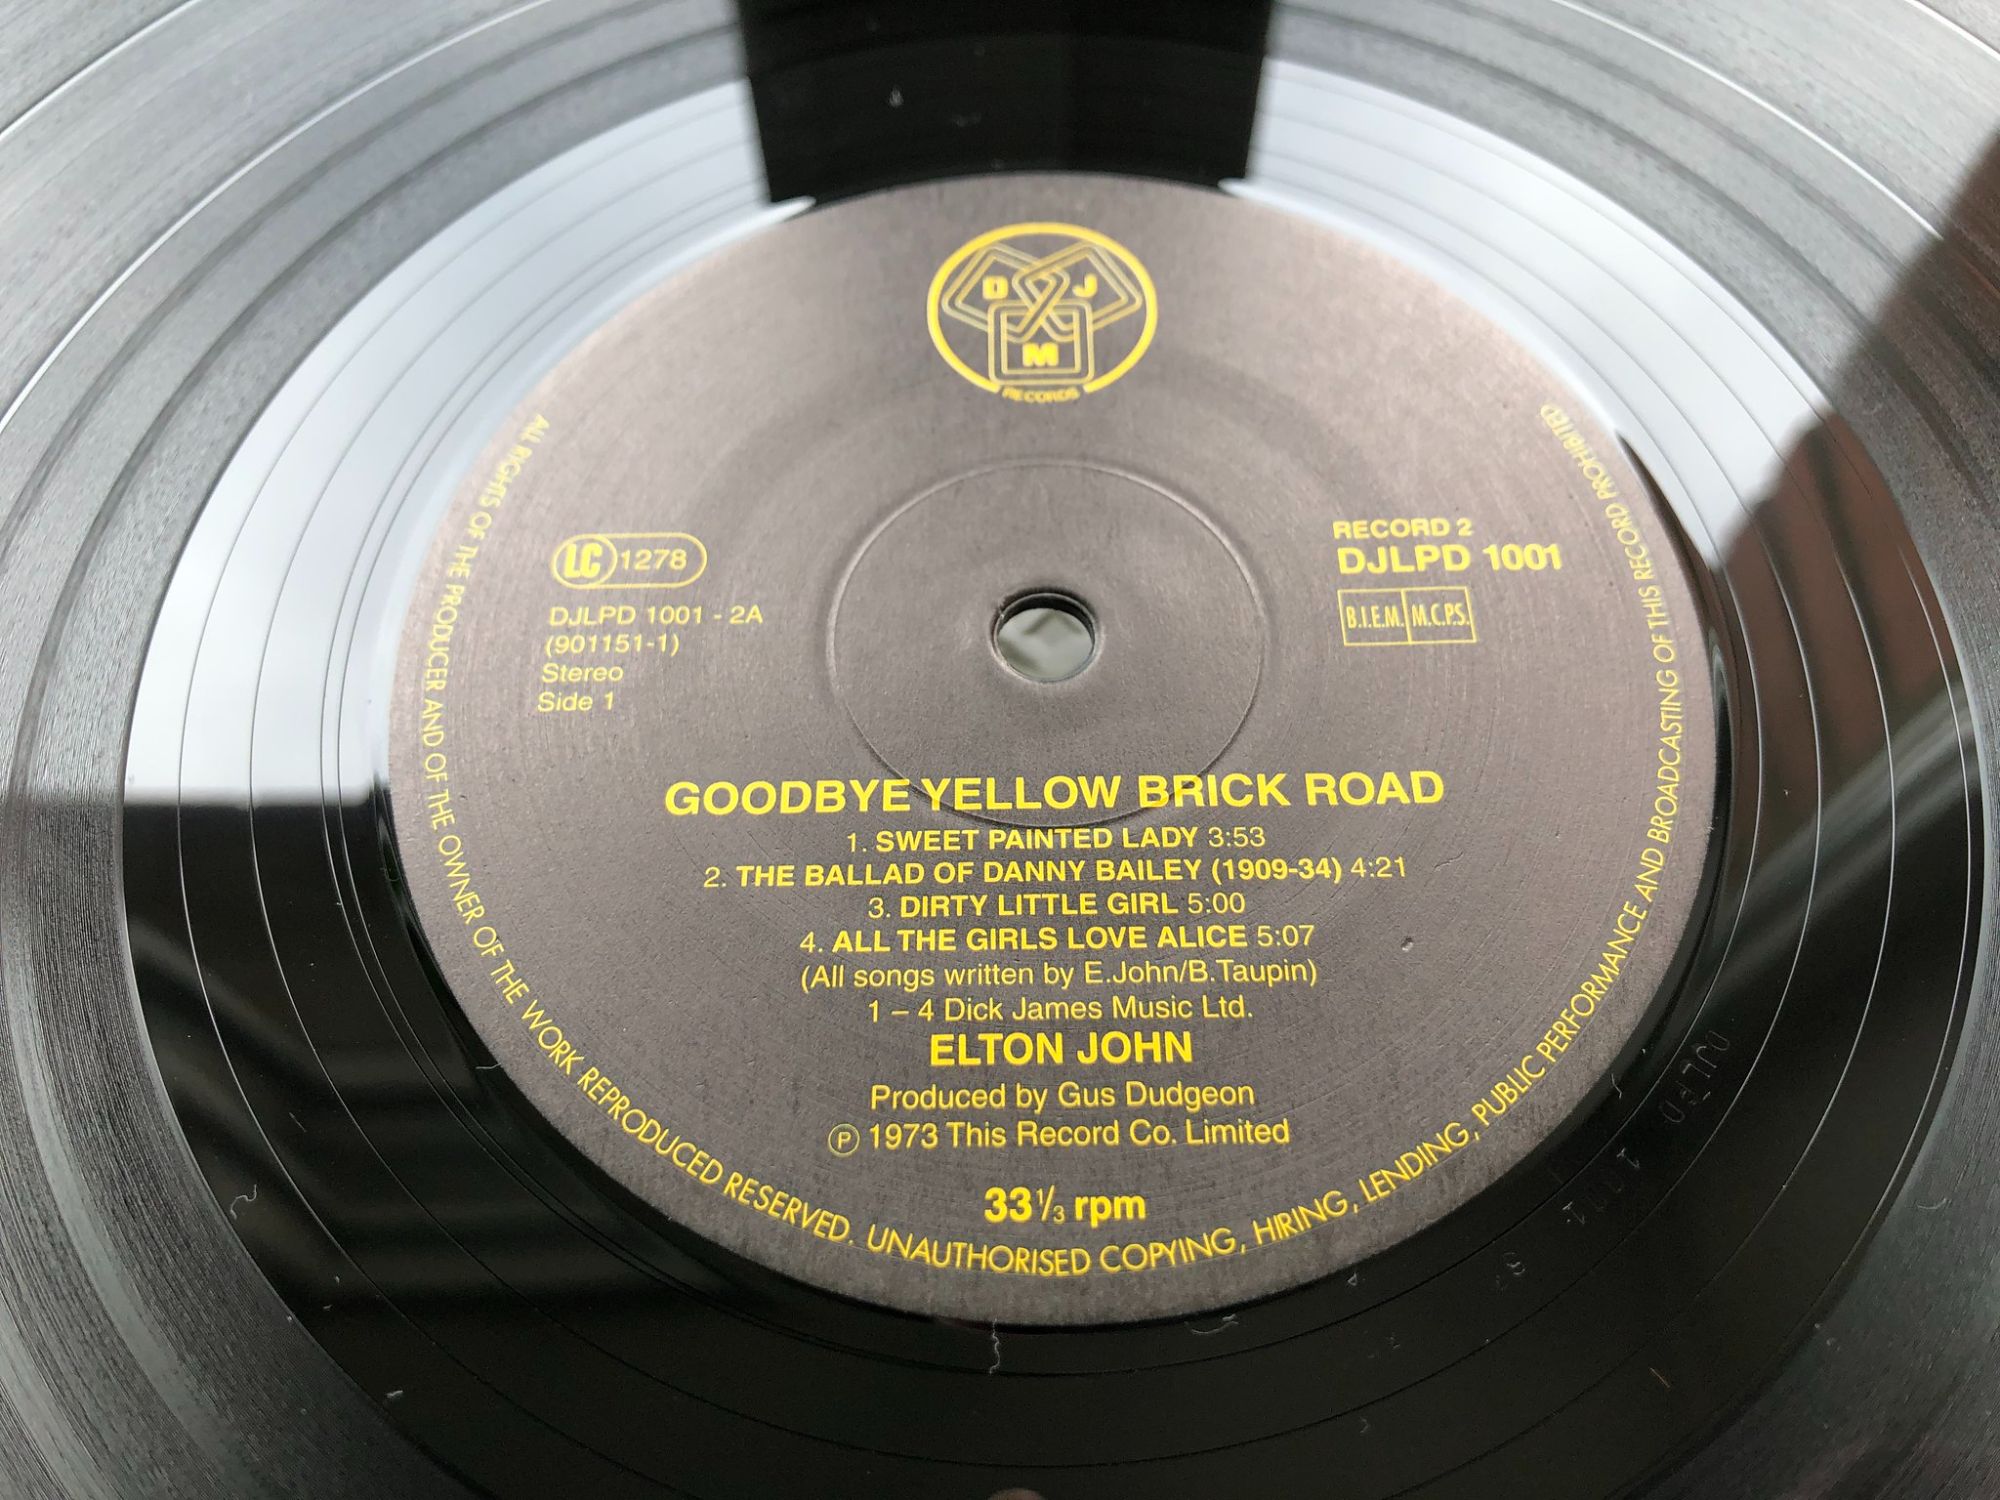 D J
M
RECORDS
LC 1278
DJLPD 1001 - 2A
(901151-1)
Stereo
Side 1
RECORD 2
DJLPD 1001
B.I.E.M. M.C.P.S.
GOODBYE YELLOW BRICK ROAD
1. SWEET PAINTED LADY 3:53
2. THE BALLAD OF DANNY BAILEY (1909-34) 4:21
3. DIRTY LITTLE GIRL 5:00
4. ALL THE GIRLS LOVE ALICE 5:07
(All songs written by E.John/B.Taupin)
1 – 4 Dick James Music Ltd.
ELTON JOHN
Produced by Gus Dudgeon
Ⓟ 1973 This Record Co. Limited
33 1/3 rpm
ALL RIGHTS OF THE PRODUCER AND OF THE OWNER OF THE WORK REPRODUCED RESERVED. UNAUTHORISED COPYING, HIRING, LENDING, PUBLIC PERFORMANCE AND BROADCASTING OF THIS RECORD PROHIBITED